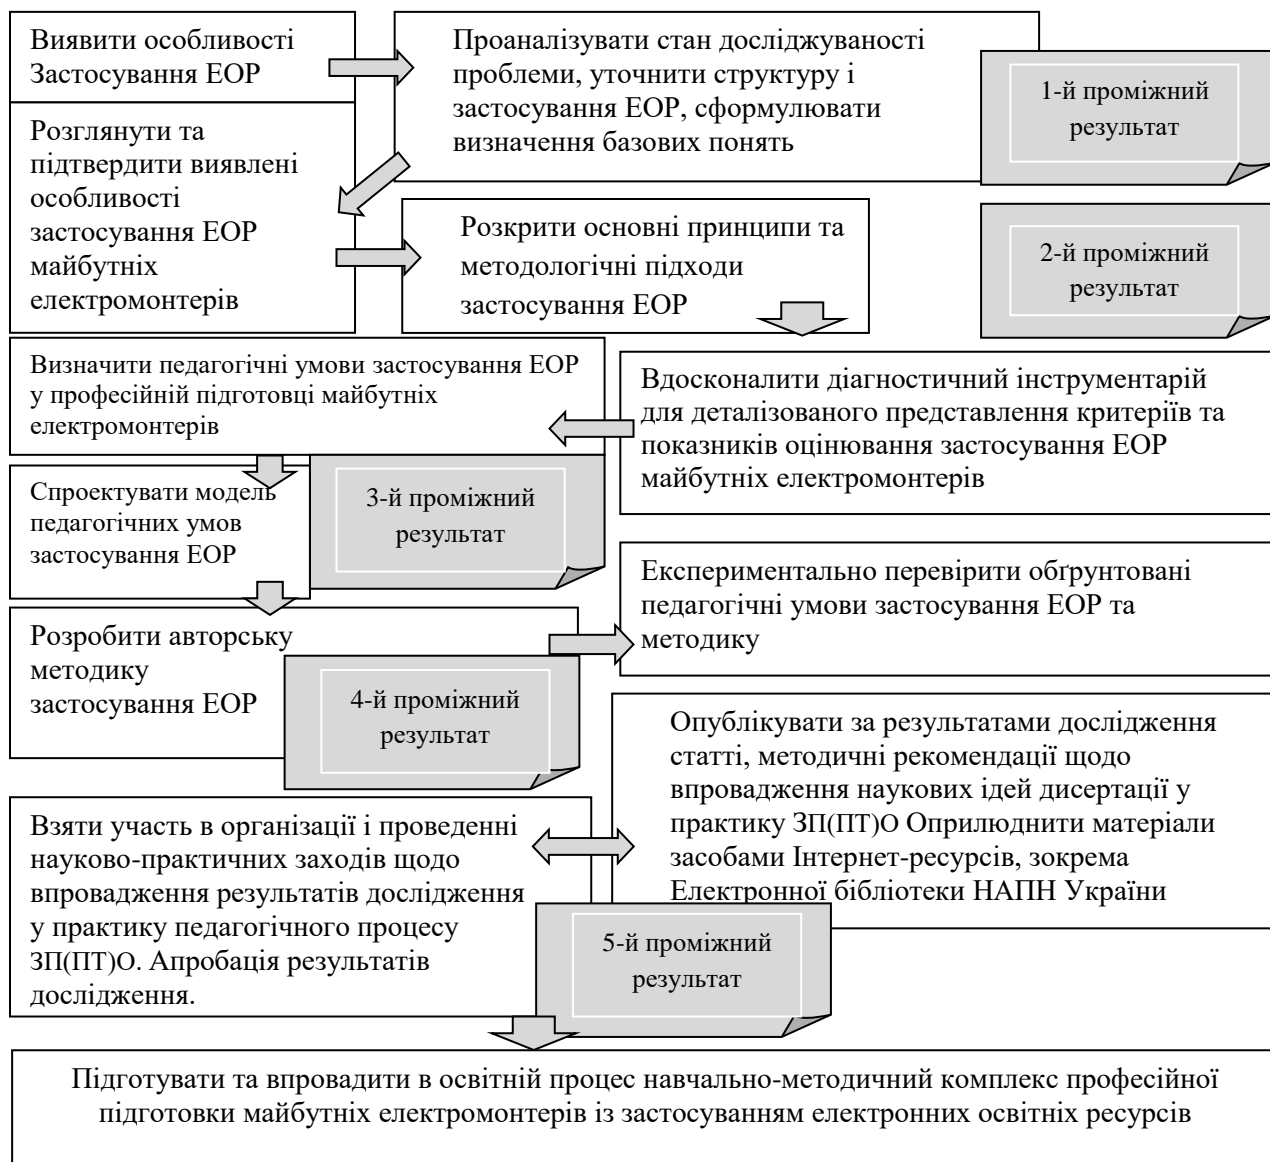 Виявити особливості
Застосування ЕОР
Проаналізувати стан досліджуваності
проблеми, уточнити структуру і
застосування ЕОР, сформулювати
визначення базових понять
1-й проміжний
результат
Розглянути та
підтвердити виявлені
особливості
застосування ЕОР
майбутніх
електромонтерів
Розкрити основні принципи та
методологічні підходи
застосування ЕОР
2-й проміжний
результат
Визначити педагогічні умови застосування ЕОР
у професійній підготовці майбутніх
електромонтерів
Вдосконалити діагностичний інструментарій
для деталізованого представлення критеріїв та
показників оцінювання застосування ЕОР
майбутніх електромонтерів
Спроектувати модель
педагогічних умов
застосування ЕОР
3-й проміжний
результат
Експериментально перевірити обґрунтовані
педагогічні умови застосування ЕОР та
методику
Розробити авторську
методику
застосування ЕОР
4-й проміжний
результат
Опублікувати за результатами дослідження
статті, методичні рекомендації щодо
впровадження наукових ідей дисертації у
практику ЗП(ПТ)О Оприлюднити матеріали
засобами Інтернет-ресурсів, зокрема
Електронної бібліотеки НАПН України
Взяти участь в організації і проведенні
науково-практичних заходів щодо
впровадження результатів дослідження
у практику педагогічного процесу
ЗП(ПТ)О. Апробація результатів
дослідження.
5-й проміжний
результат
Підготувати та впровадити в освітній процес навчально-методичний комплекс професійної
підготовки майбутніх електромонтерів із застосуванням електронних освітніх ресурсів